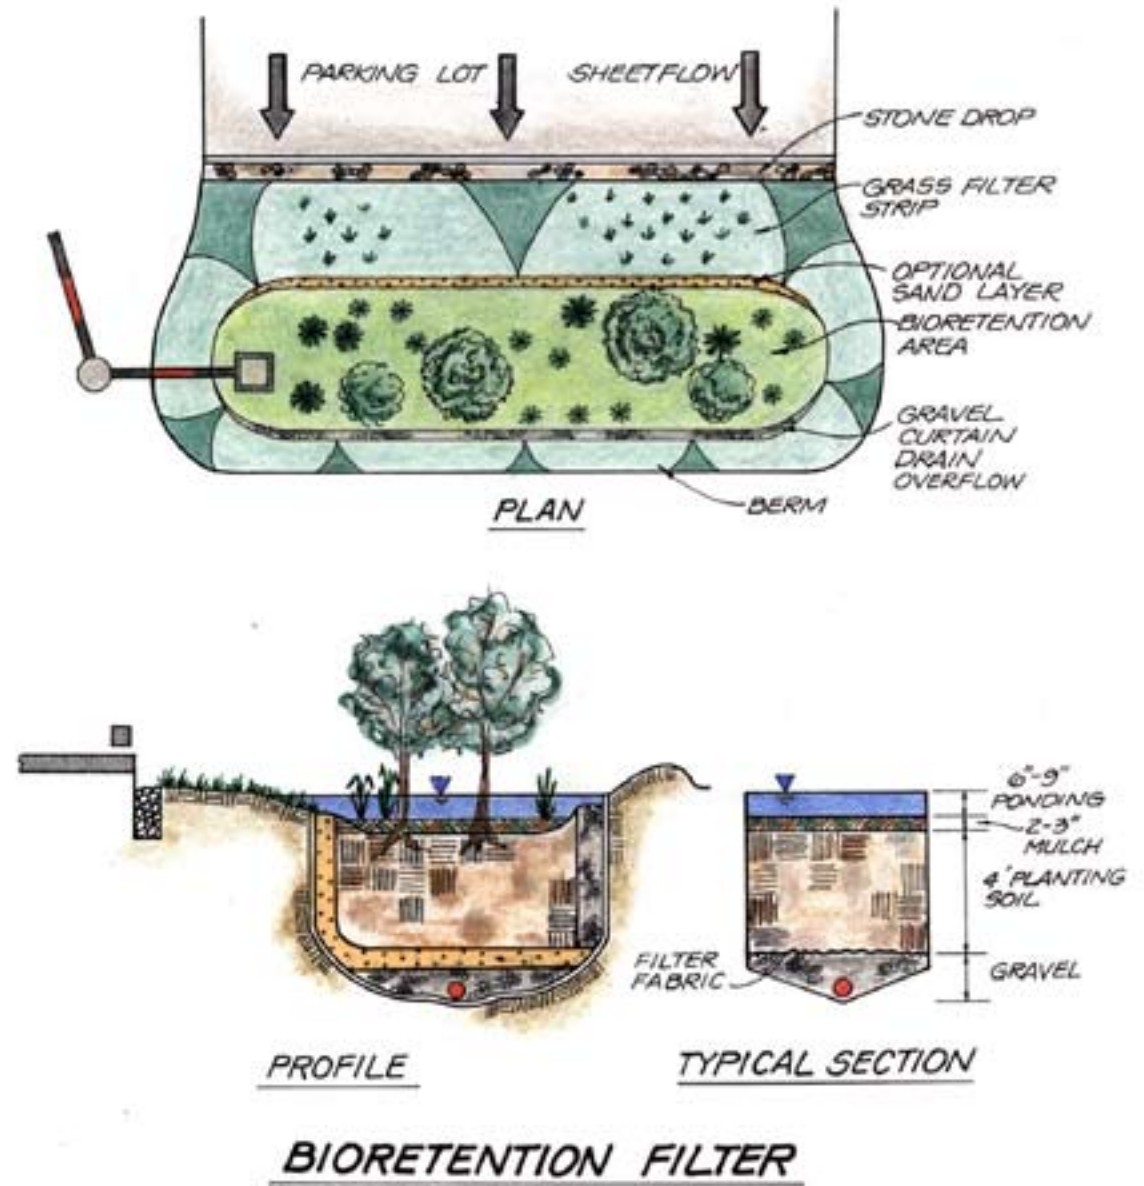 PARKING LOT
SHEETFLOW
STONE DROP
GRASS FILTER
STRIP
OPTIONAL
SAND LAYER
BIORETENTION
AREA
GRAVEL
CURTAIN
DRAIN
OVERFLOW
BERM
PLAN
6"-9"
PONDING
2-3"
MULCH
4' PLANTING
SOIL
FILTER
FABRIC
GRAVEL
PROFILE
TYPICAL SECTION
BIORETENTION FILTER